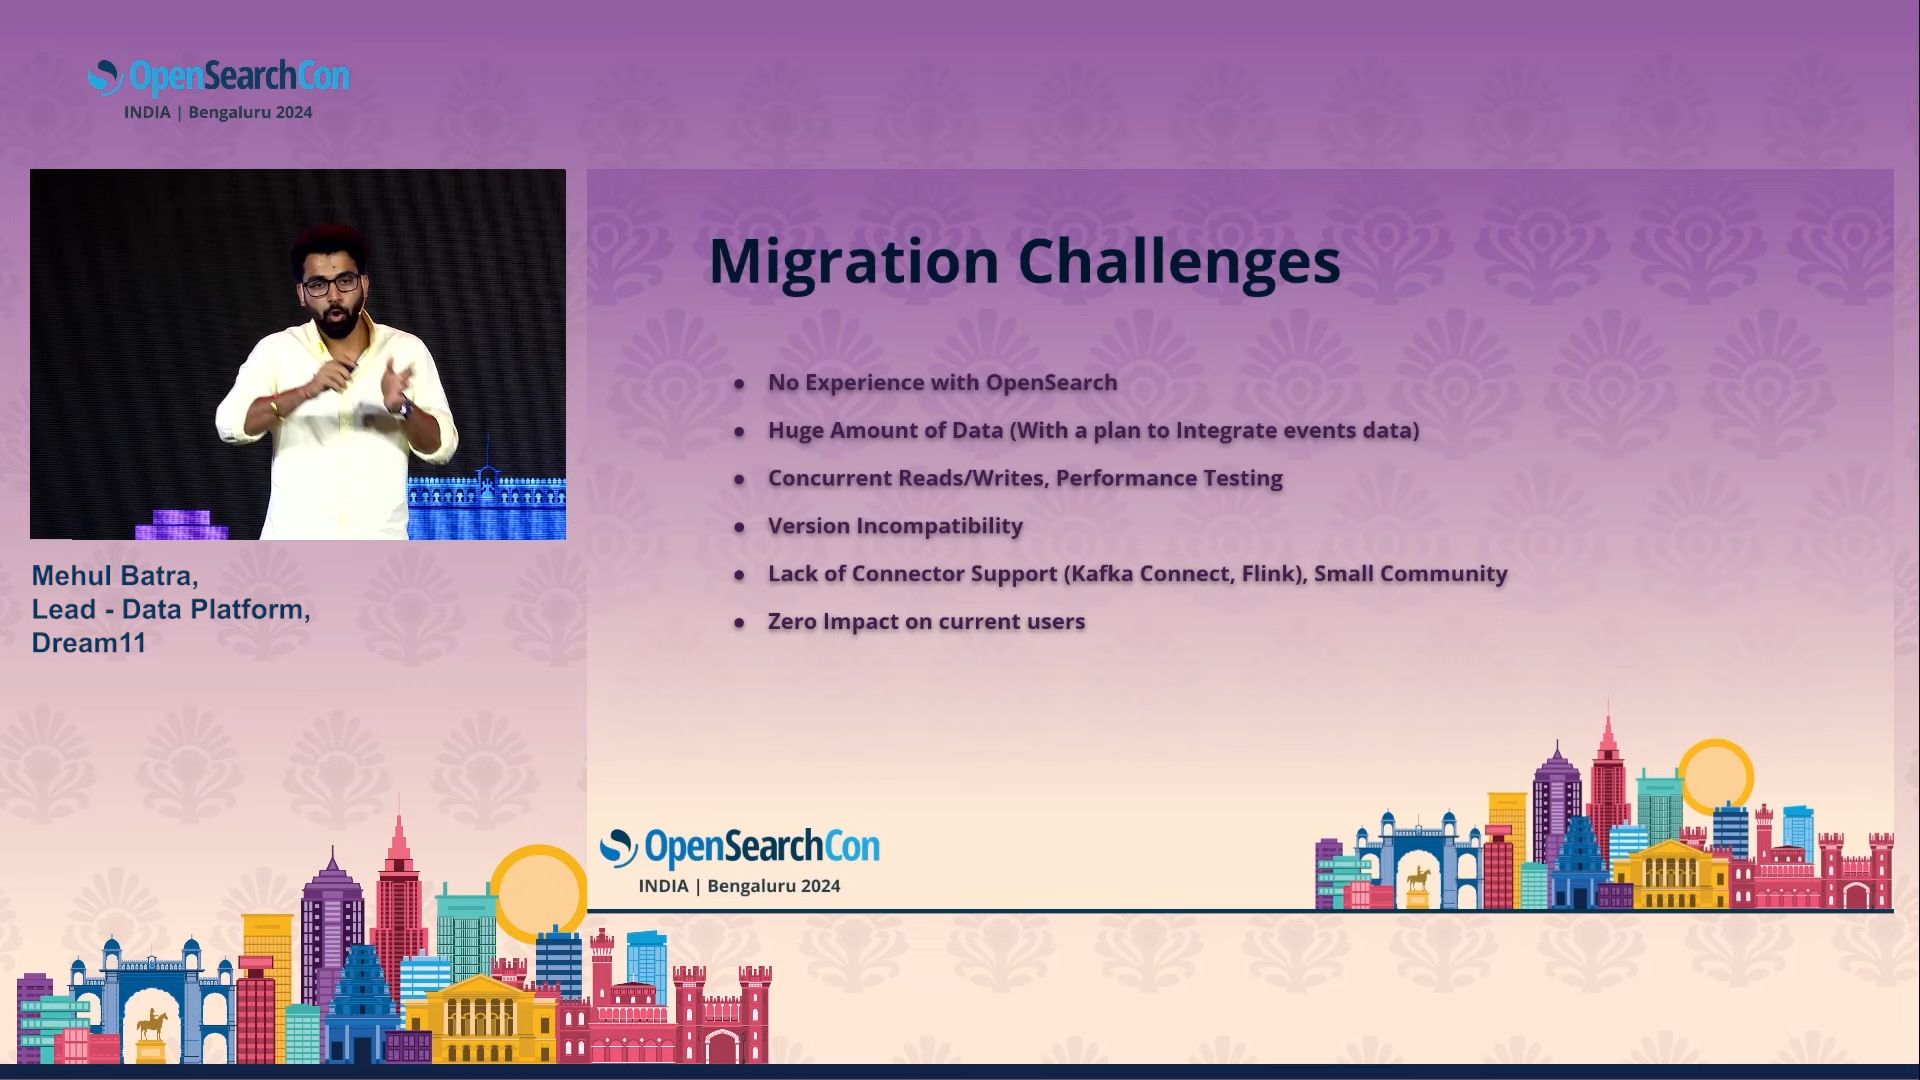 OpenSearchCon
INDIA | Bengaluru 2024
Mehul Batra,
Lead - Data Platform,
Dream11
Migration Challenges
● No Experience with OpenSearch
● Huge Amount of Data (With a plan to Integrate events data)
● Concurrent Reads/Writes, Performance Testing
● Version Incompatibility
● Lack of Connector Support (Kafka Connect, Flink), Small Community
● Zero Impact on current users
OpenSearchCon
INDIA | Bengaluru 2024